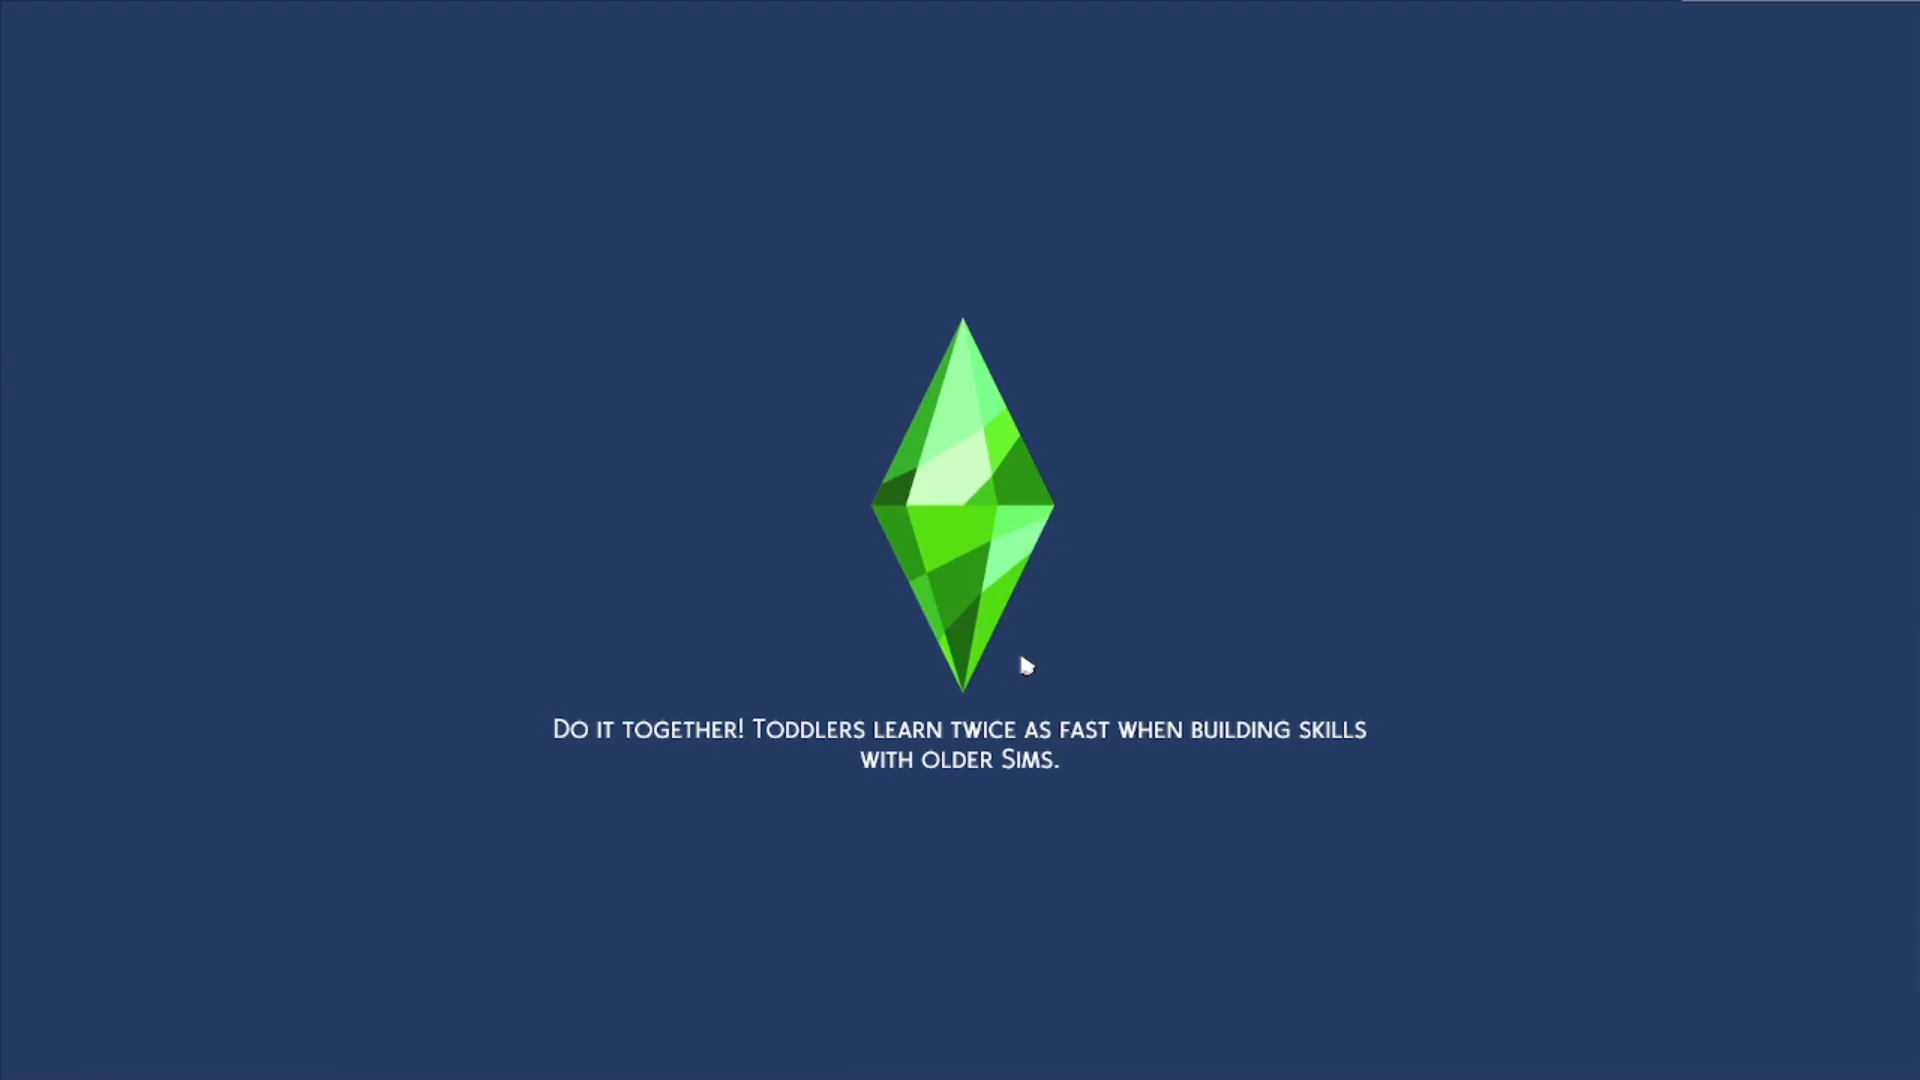 Do it together! Toddlers learn twice as fast when building skills
with older Sims.